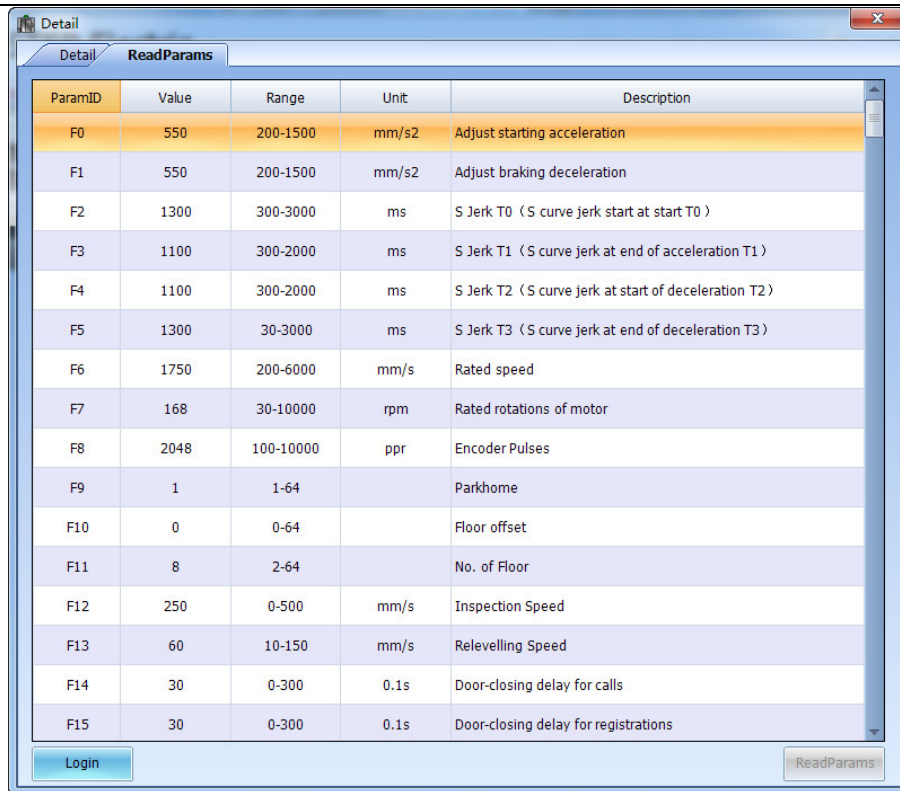 Detail
Detail ReadParams
ParamID Value Range Unit Description
F0 550 200-1500 mm/s2 Adjust starting acceleration
F1 550 200-1500 mm/s2 Adjust braking deceleration
F2 1300 300-3000 ms S Jerk T0（S curve jerk start at start T0）
F3 1100 300-2000 ms S Jerk T1（S curve jerk at end of acceleration T1）
F4 1100 300-2000 ms S Jerk T2（S curve jerk at start of deceleration T2）
F5 1300 30-3000 ms S Jerk T3（S curve jerk at end of deceleration T3）
F6 1750 200-6000 mm/s Rated speed
F7 168 30-10000 rpm Rated rotations of motor
F8 2048 100-10000 ppr Encoder Pulses
F9 1 1-64 Parkhome
F10 0 0-64 Floor offset
F11 8 2-64 No. of Floor
F12 250 0-500 mm/s Inspection Speed
F13 60 10-150 mm/s Relevelling Speed
F14 30 0-300 0.1s Door-closing delay for calls
F15 30 0-300 0.1s Door-closing delay for registrations
Login ReadParams